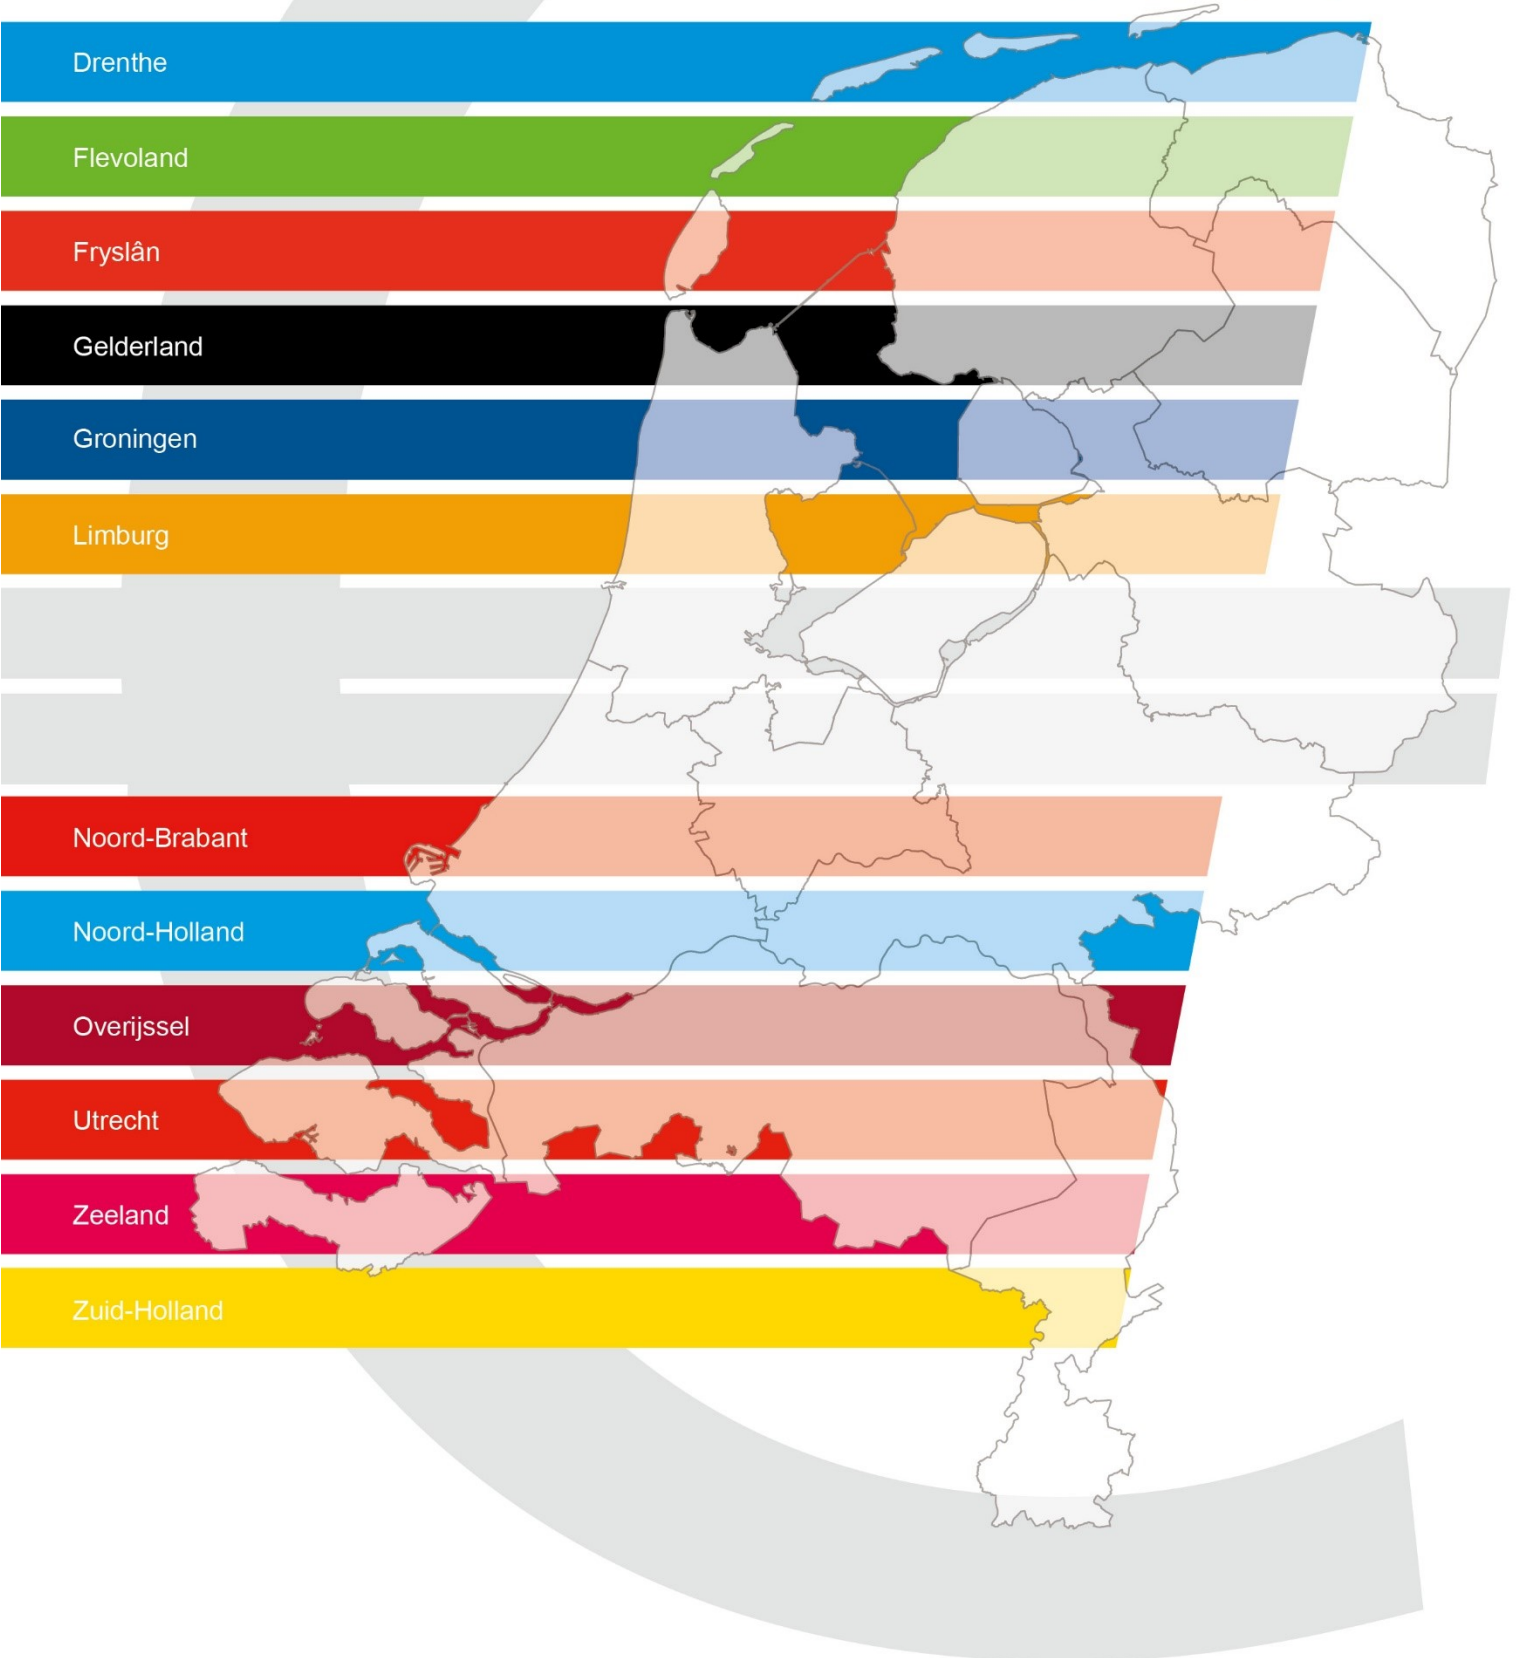 Drenthe
Flevoland
Fryslân
Gelderland
Groningen
Limburg
Noord-Brabant
Noord-Holland
Overijssel
Utrecht
Zeeland
Zuid-Holland